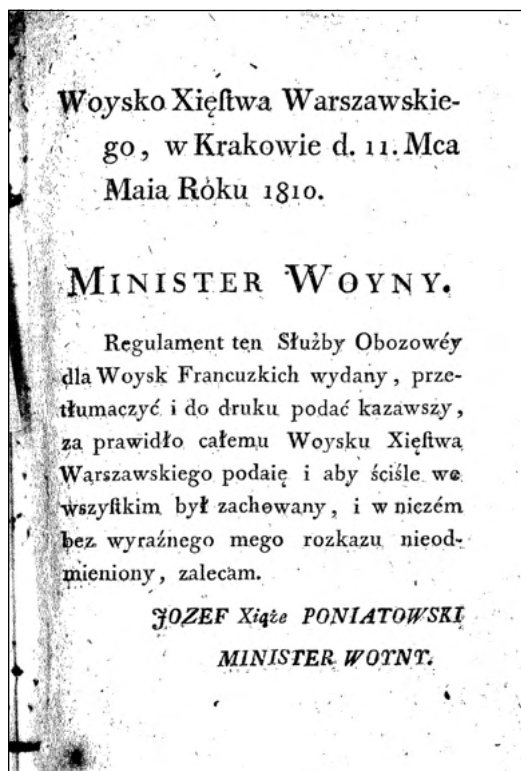 Woysko Xięſtwa Warszawskie-
go, w Krakowie d. 11. Mca
Maia Roku 1810.
MINISTER WOYNY.
Regulament ten Służby Obozowéy
dla Woysk Francuzkich wydany, prze-
tłumaczyć i do druku podać kazawszy,
za prawidło całemu Woysku Xięſtwa
Warszawskiego podaię i aby ściśle we
wszyſtkim był zachowany, i w niczém
bez wyraźnego mego rozkazu nieod-
mieniony, zalecam.
JOZEF Xiąże PONIATOWSKI
MINISTER WOYNY.